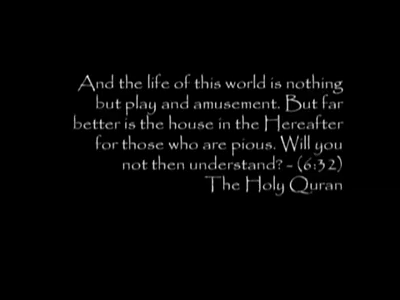 And the life of this world is nothing
but play and amusement. But far
better is the house in the Hereafter
for those who are pious. Will you
not then understand? - (6:32)
The Holy Quran